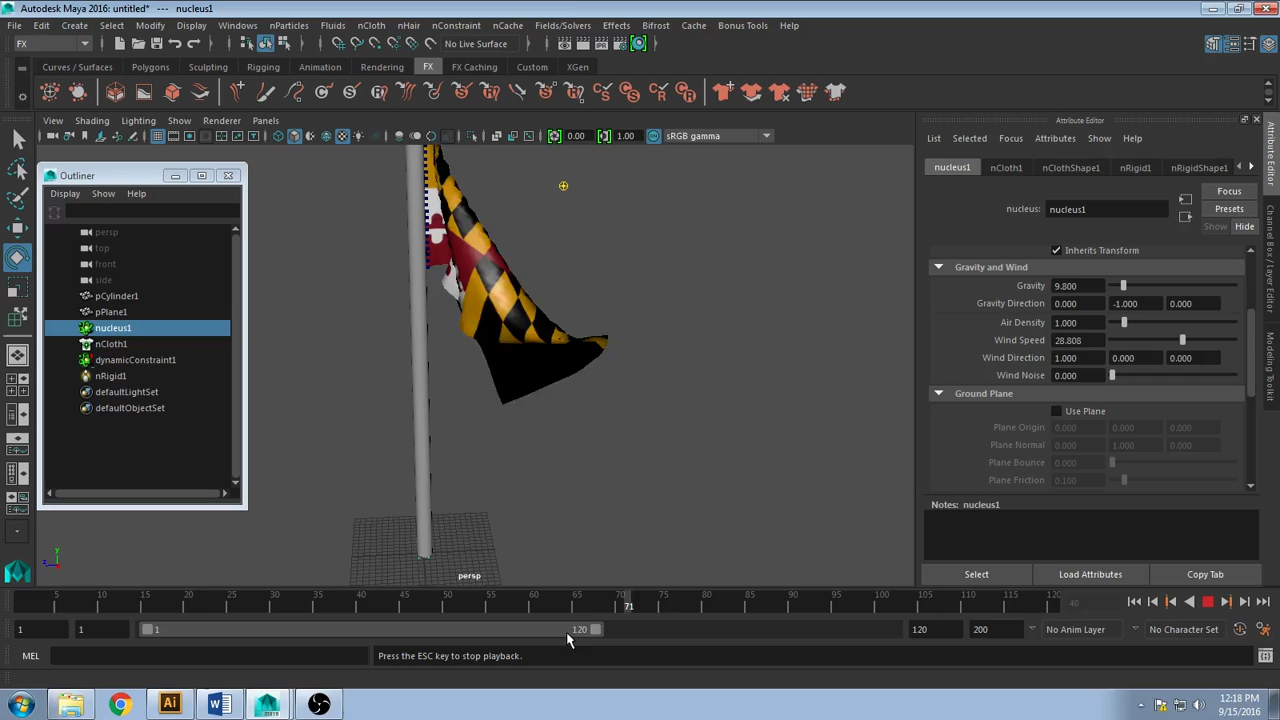 Autodesk Maya 2016: untitled*   ---   nucleus1
File Edit Create Select Modify Display Windows nParticles Fluids nCloth nHair nConstraint nCache Fields/Solvers Effects Bifrost Cache Bonus Tools Help
FX No Live Surface
Curves / Surfaces Polygons Sculpting Rigging Animation Rendering FX FX Caching Custom XGen
View Shading Lighting Show Renderer Panels
0.00 1.00 sRGB gamma
Outliner
Display Show Help
persp
top
front
side
pCylinder1
pPlane1
nucleus1
nCloth1
dynamicConstraint1
nRigid1
defaultLightSet
defaultObjectSet
persp
Attribute Editor
List Selected Focus Attributes Show Help
nucleus1 nCloth1 nClothShape1 nRigid1 nRigidShape1
nucleus: nucleus1
Focus
Presets
Show Hide
Inherits Transform
Gravity and Wind
Gravity 9.800
Gravity Direction 0.000 -1.000 0.000
Air Density 1.000
Wind Speed 28.808
Wind Direction 1.000 0.000 0.000
Wind Noise 0.000
Ground Plane
Use Plane
Plane Origin 0.000 0.000 0.000
Plane Normal 0.000 1.000 0.000
Plane Bounce 0.000
Plane Friction 0.100
Notes: nucleus1
Select Load Attributes Copy Tab
Attribute Editor
Channel Box / Layer Editor
Modeling Toolkit
5 10 15 20 25 30 35 40 45 50 55 60 65 70 75 80 85 90 95 100 105 110 115 120
71
40
1 1 1 120 120 200 No Anim Layer No Character Set
MEL Press the ESC key to stop playback.
12:18 PM
9/15/2016